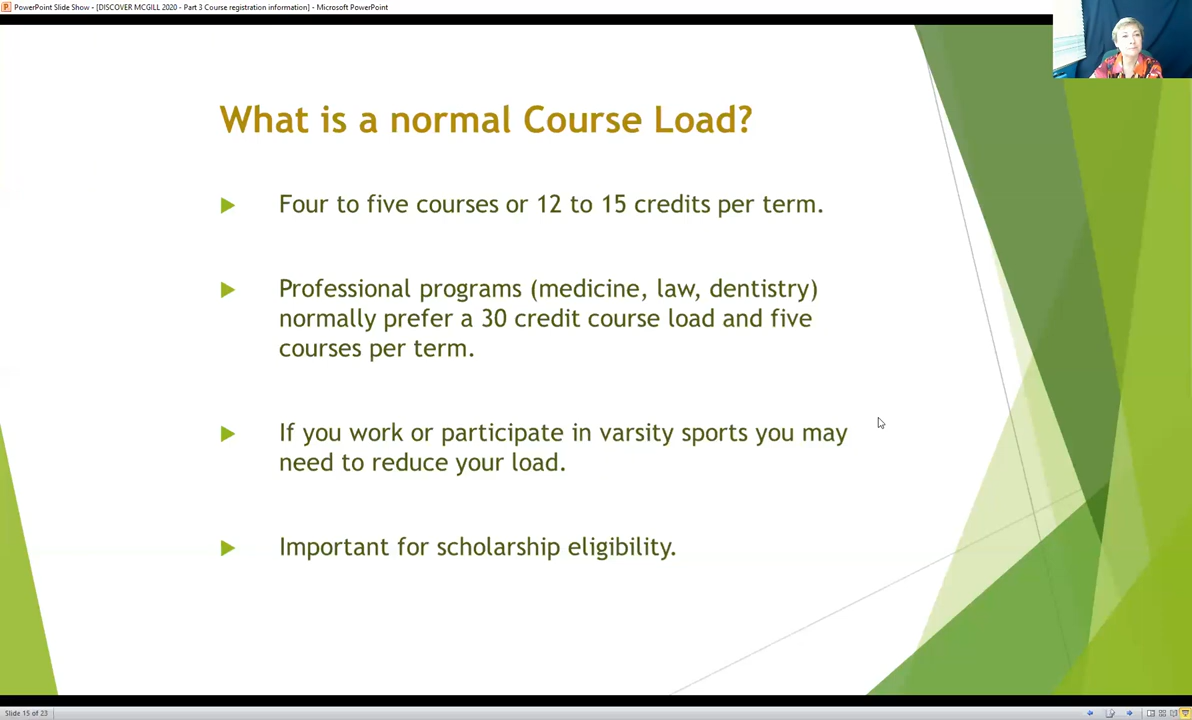 PowerPoint Slide Show - [DISCOVER MCGILL 2020 - Part 3 Course registration information] - Microsoft PowerPoint
What is a normal Course Load?
Four to five courses or 12 to 15 credits per term.
Professional programs (medicine, law, dentistry)
normally prefer a 30 credit course load and five
courses per term.
If you work or participate in varsity sports you may
need to reduce your load.
Important for scholarship eligibility.
Slide 15 of 23